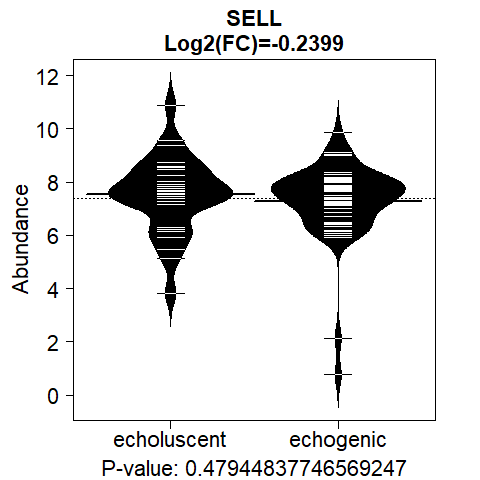 SELL
Log2(FC)=-0.2399
Abundance
12
10
8
6
4
2
0
echoluscent echogenic
P-value: 0.47944837746569247